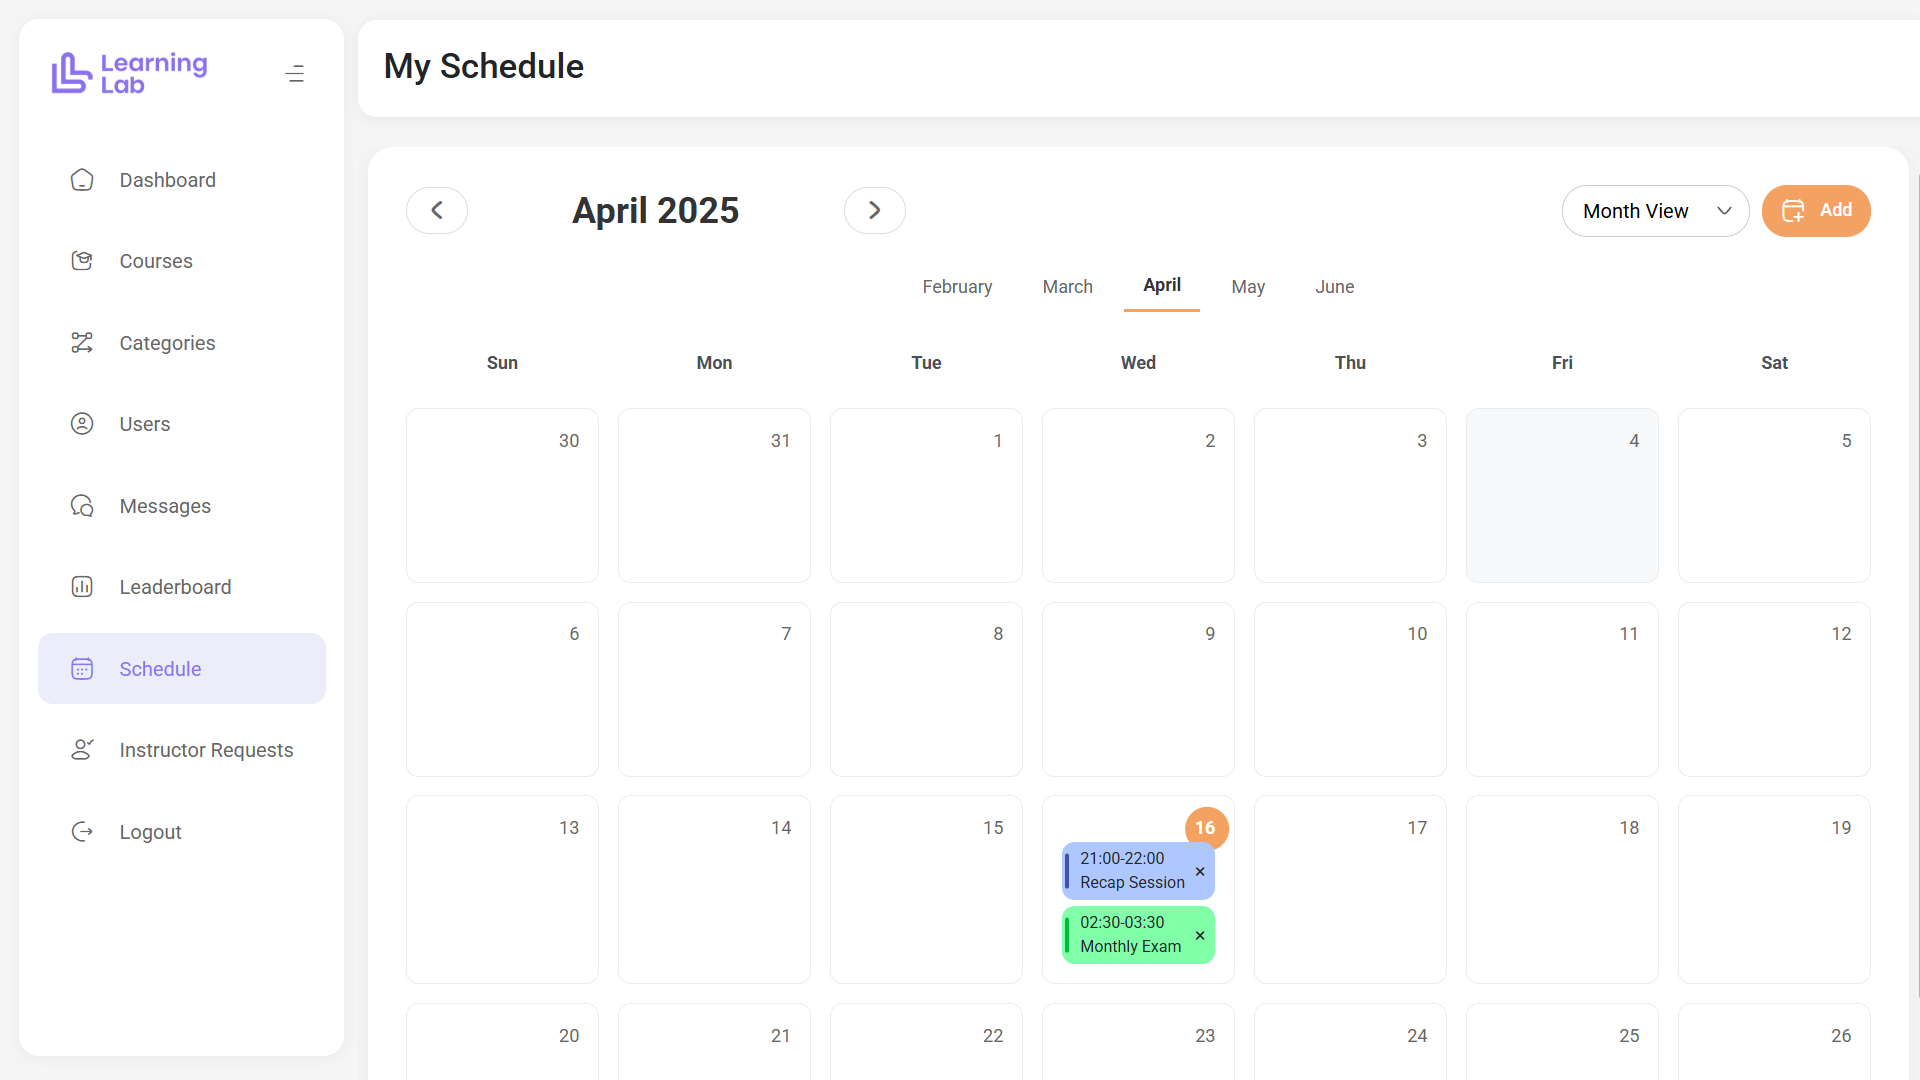 Learning
Lab
My Schedule
Dashboard
Courses
Categories
Users
Messages
Leaderboard
Schedule
Instructor Requests
Logout
April 2025
Month View
Add
February March April May June
Sun Mon Tue Wed Thu Fri Sat
30 31 1 2 3 4 5
6 7 8 9 10 11 12
13 14 15 16 17 18 19
21:00-22:00
Recap Session
02:30-03:30
Monthly Exam
20 21 22 23 24 25 26